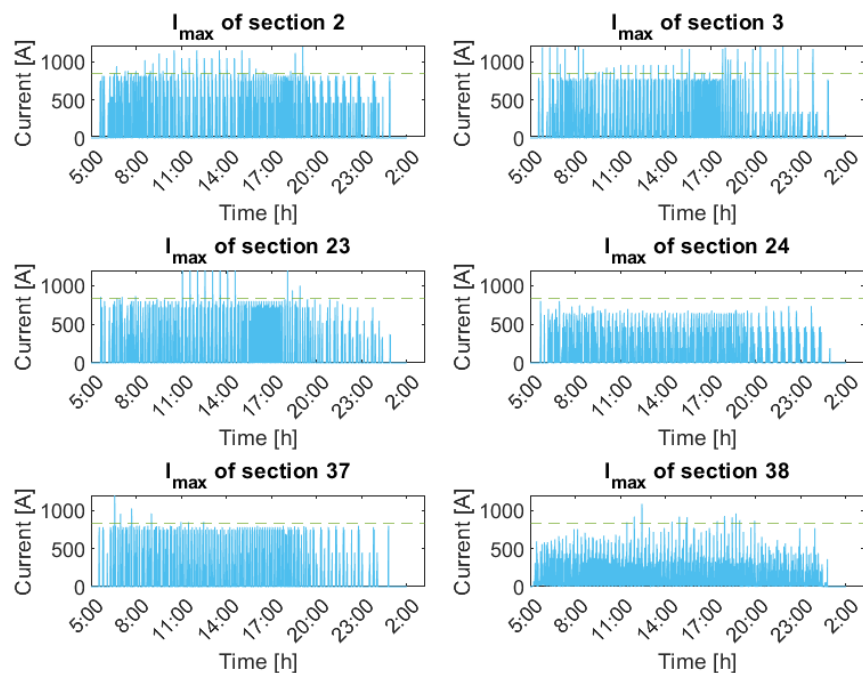 I_max of section 2
Current [A]
1000
500
0
5:00 8:00 11:00 14:00 17:00 20:00 23:00 2:00
Time [h]
I_max of section 3
Current [A]
1000
500
0
5:00 8:00 11:00 14:00 17:00 20:00 23:00 2:00
Time [h]
I_max of section 23
Current [A]
1000
500
0
5:00 8:00 11:00 14:00 17:00 20:00 23:00 2:00
Time [h]
I_max of section 24
Current [A]
1000
500
0
5:00 8:00 11:00 14:00 17:00 20:00 23:00 2:00
Time [h]
I_max of section 37
Current [A]
1000
500
0
5:00 8:00 11:00 14:00 17:00 20:00 23:00 2:00
Time [h]
I_max of section 38
Current [A]
1000
500
0
5:00 8:00 11:00 14:00 17:00 20:00 23:00 2:00
Time [h]